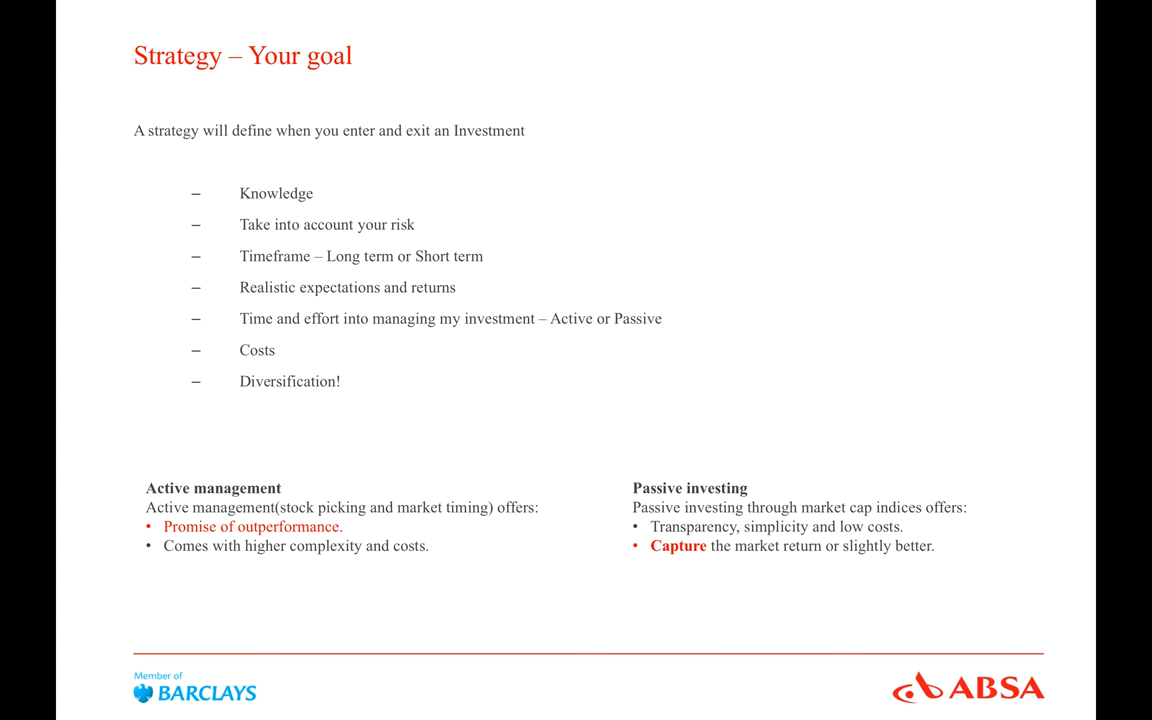 Strategy – Your goal
A strategy will define when you enter and exit an Investment
– Knowledge
– Take into account your risk
– Timeframe – Long term or Short term
– Realistic expectations and returns
– Time and effort into managing my investment – Active or Passive
– Costs
– Diversification!
Active management
Active management(stock picking and market timing) offers:
• Promise of outperformance.
• Comes with higher complexity and costs.
Passive investing
Passive investing through market cap indices offers:
• Transparency, simplicity and low costs.
• Capture the market return or slightly better.
Member of
BARCLAYS
ABSA